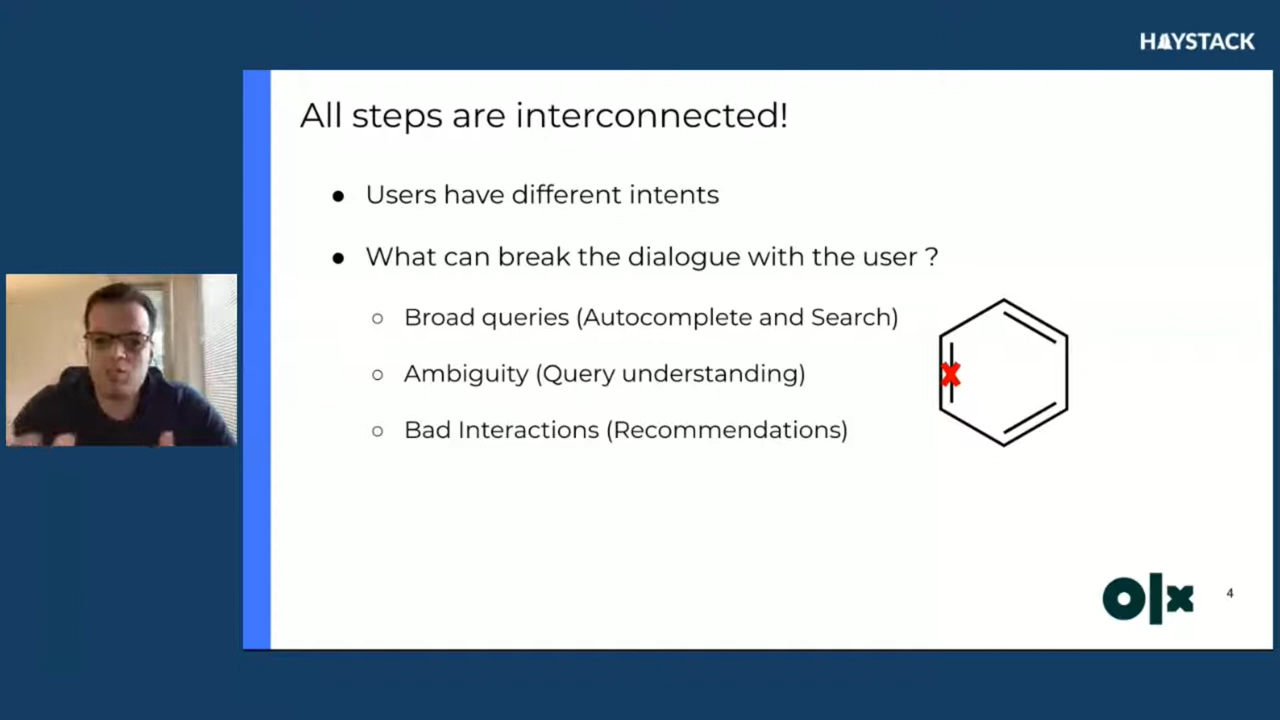 HAYSTACK
All steps are interconnected!
● Users have different intents
● What can break the dialogue with the user ?
○ Broad queries (Autocomplete and Search)
○ Ambiguity (Query understanding)
○ Bad Interactions (Recommendations)
olx
4